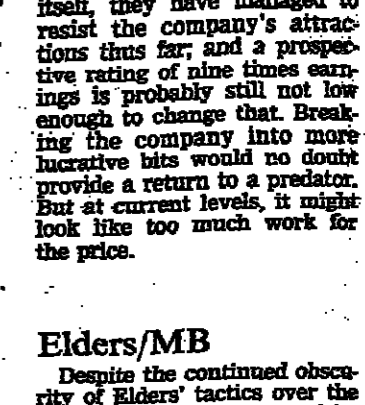 itself, they have managed to
resist the company's attrac-
tions thus far; and a prospec-
tive rating of nine times earn-
ings is probably still not low
enough to change that. Break-
ing the company into more
lucrative bits would no doubt
provide a return to a predator.
But at current levels, it might
look like too much work for
the price.
Elders/MB
Despite the continued obscu-
rity of Elders' tactics over the